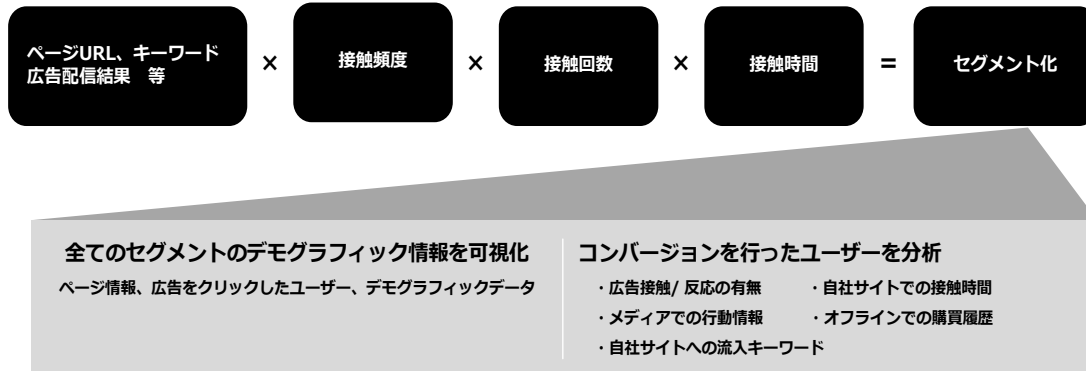 ページURL、キーワード
広告配信結果　等
×
接触頻度
×
接触回数
×
接触時間
=
セグメント化
全てのセグメントのデモグラフィック情報を可視化
ページ情報、広告をクリックしたユーザー、デモグラフィックデータ
コンバージョンを行ったユーザーを分析
・広告接触/ 反応の有無
・自社サイトでの接触時間
・メディアでの行動情報
・オフラインでの購買履歴
・自社サイトへの流入キーワード